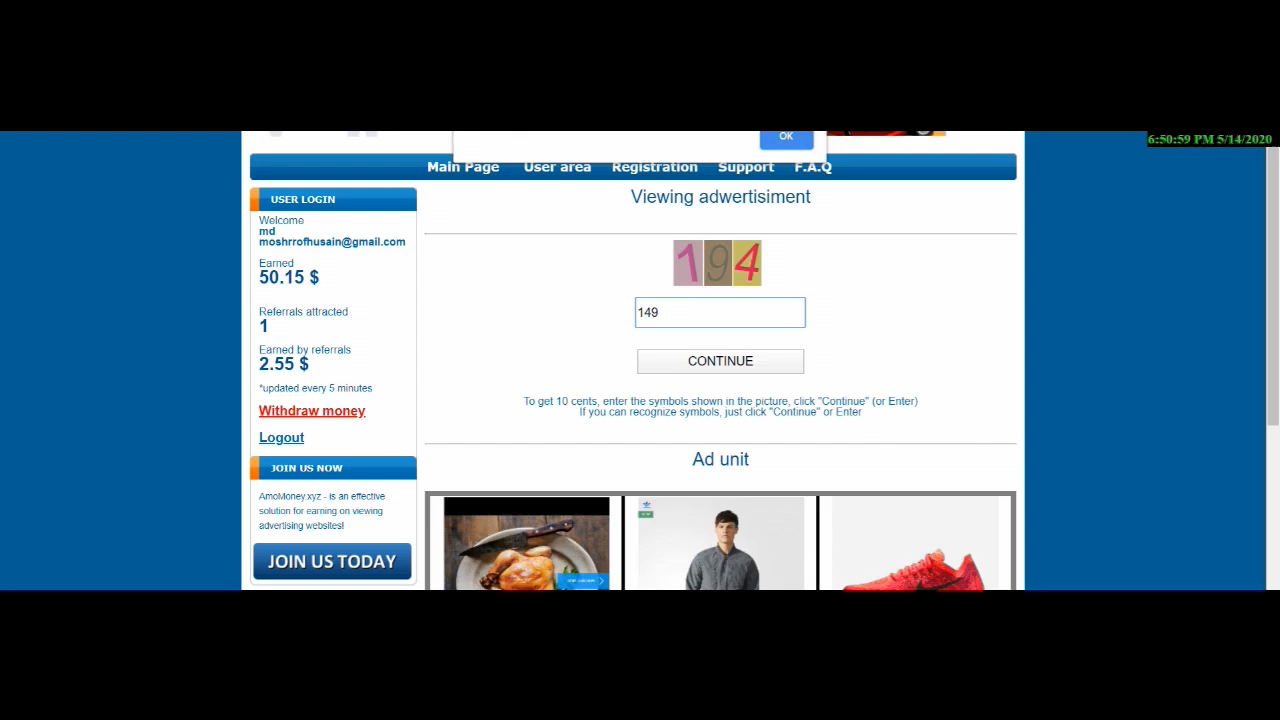 OK
6:50:59 PM 5/14/2020
Main Page User area Registration Support F.A.Q
USER LOGIN
Welcome
md
moshrrofhusain@gmail.com
Earned
50.15 $
Referrals attracted
1
Earned by referrals
2.55 $
*updated every 5 minutes
Withdraw money
Logout
JOIN US NOW
AmoMoney.xyz - is an effective
solution for earning on viewing
advertising websites!
JOIN US TODAY
Viewing adwertisiment
194
149
CONTINUE
To get 10 cents, enter the symbols shown in the picture, click "Continue" (or Enter)
If you can recognize symbols, just click "Continue" or Enter
Ad unit